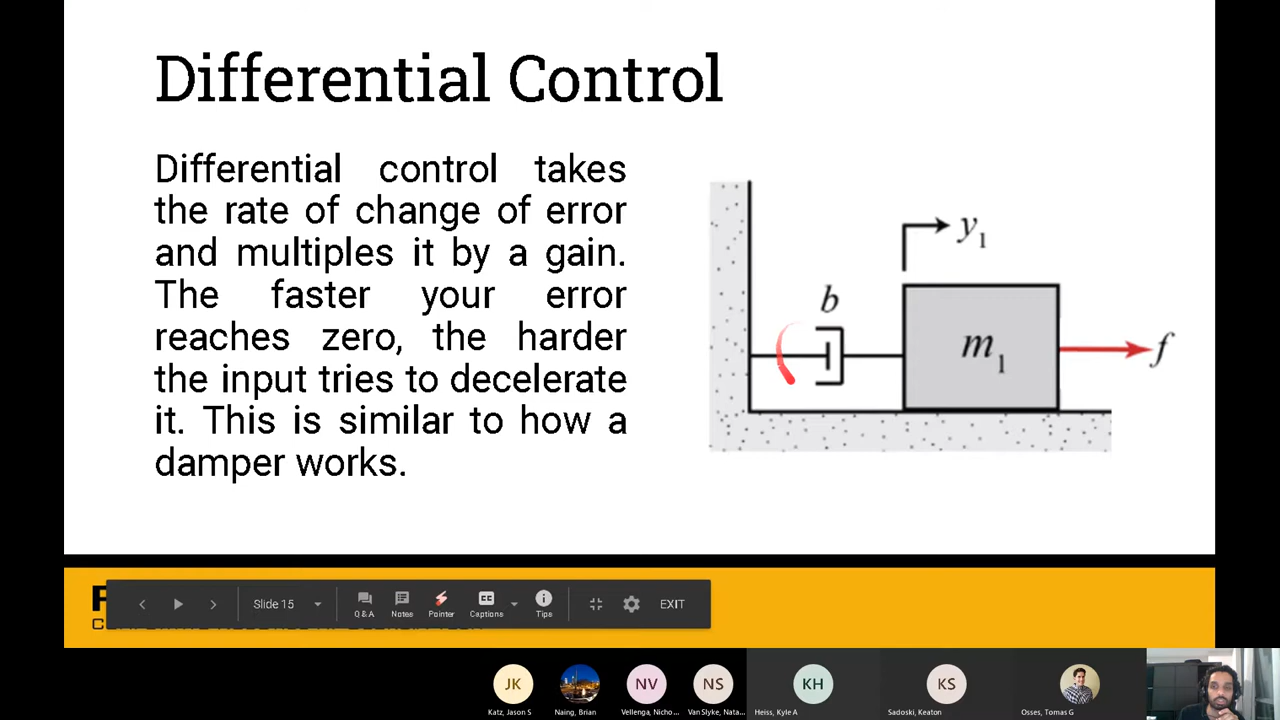 Differential Control
Differential control takes
the rate of change of error
and multiples it by a gain.
The faster your error
reaches zero, the harder
the input tries to decelerate
it. This is similar to how a
damper works.
y₁
b
m₁
f
Slide 15
Q & A
Notes
Pointer
Captions
Tips
EXIT
JK
NV
NS
KH
KS
Katz, Jason S
Naing, Brian
Vellenga, Nicho ...
Van Slyke, Nata...
Heiss, Kyle A
Sadoski, Keaton
Osses, Tomas G